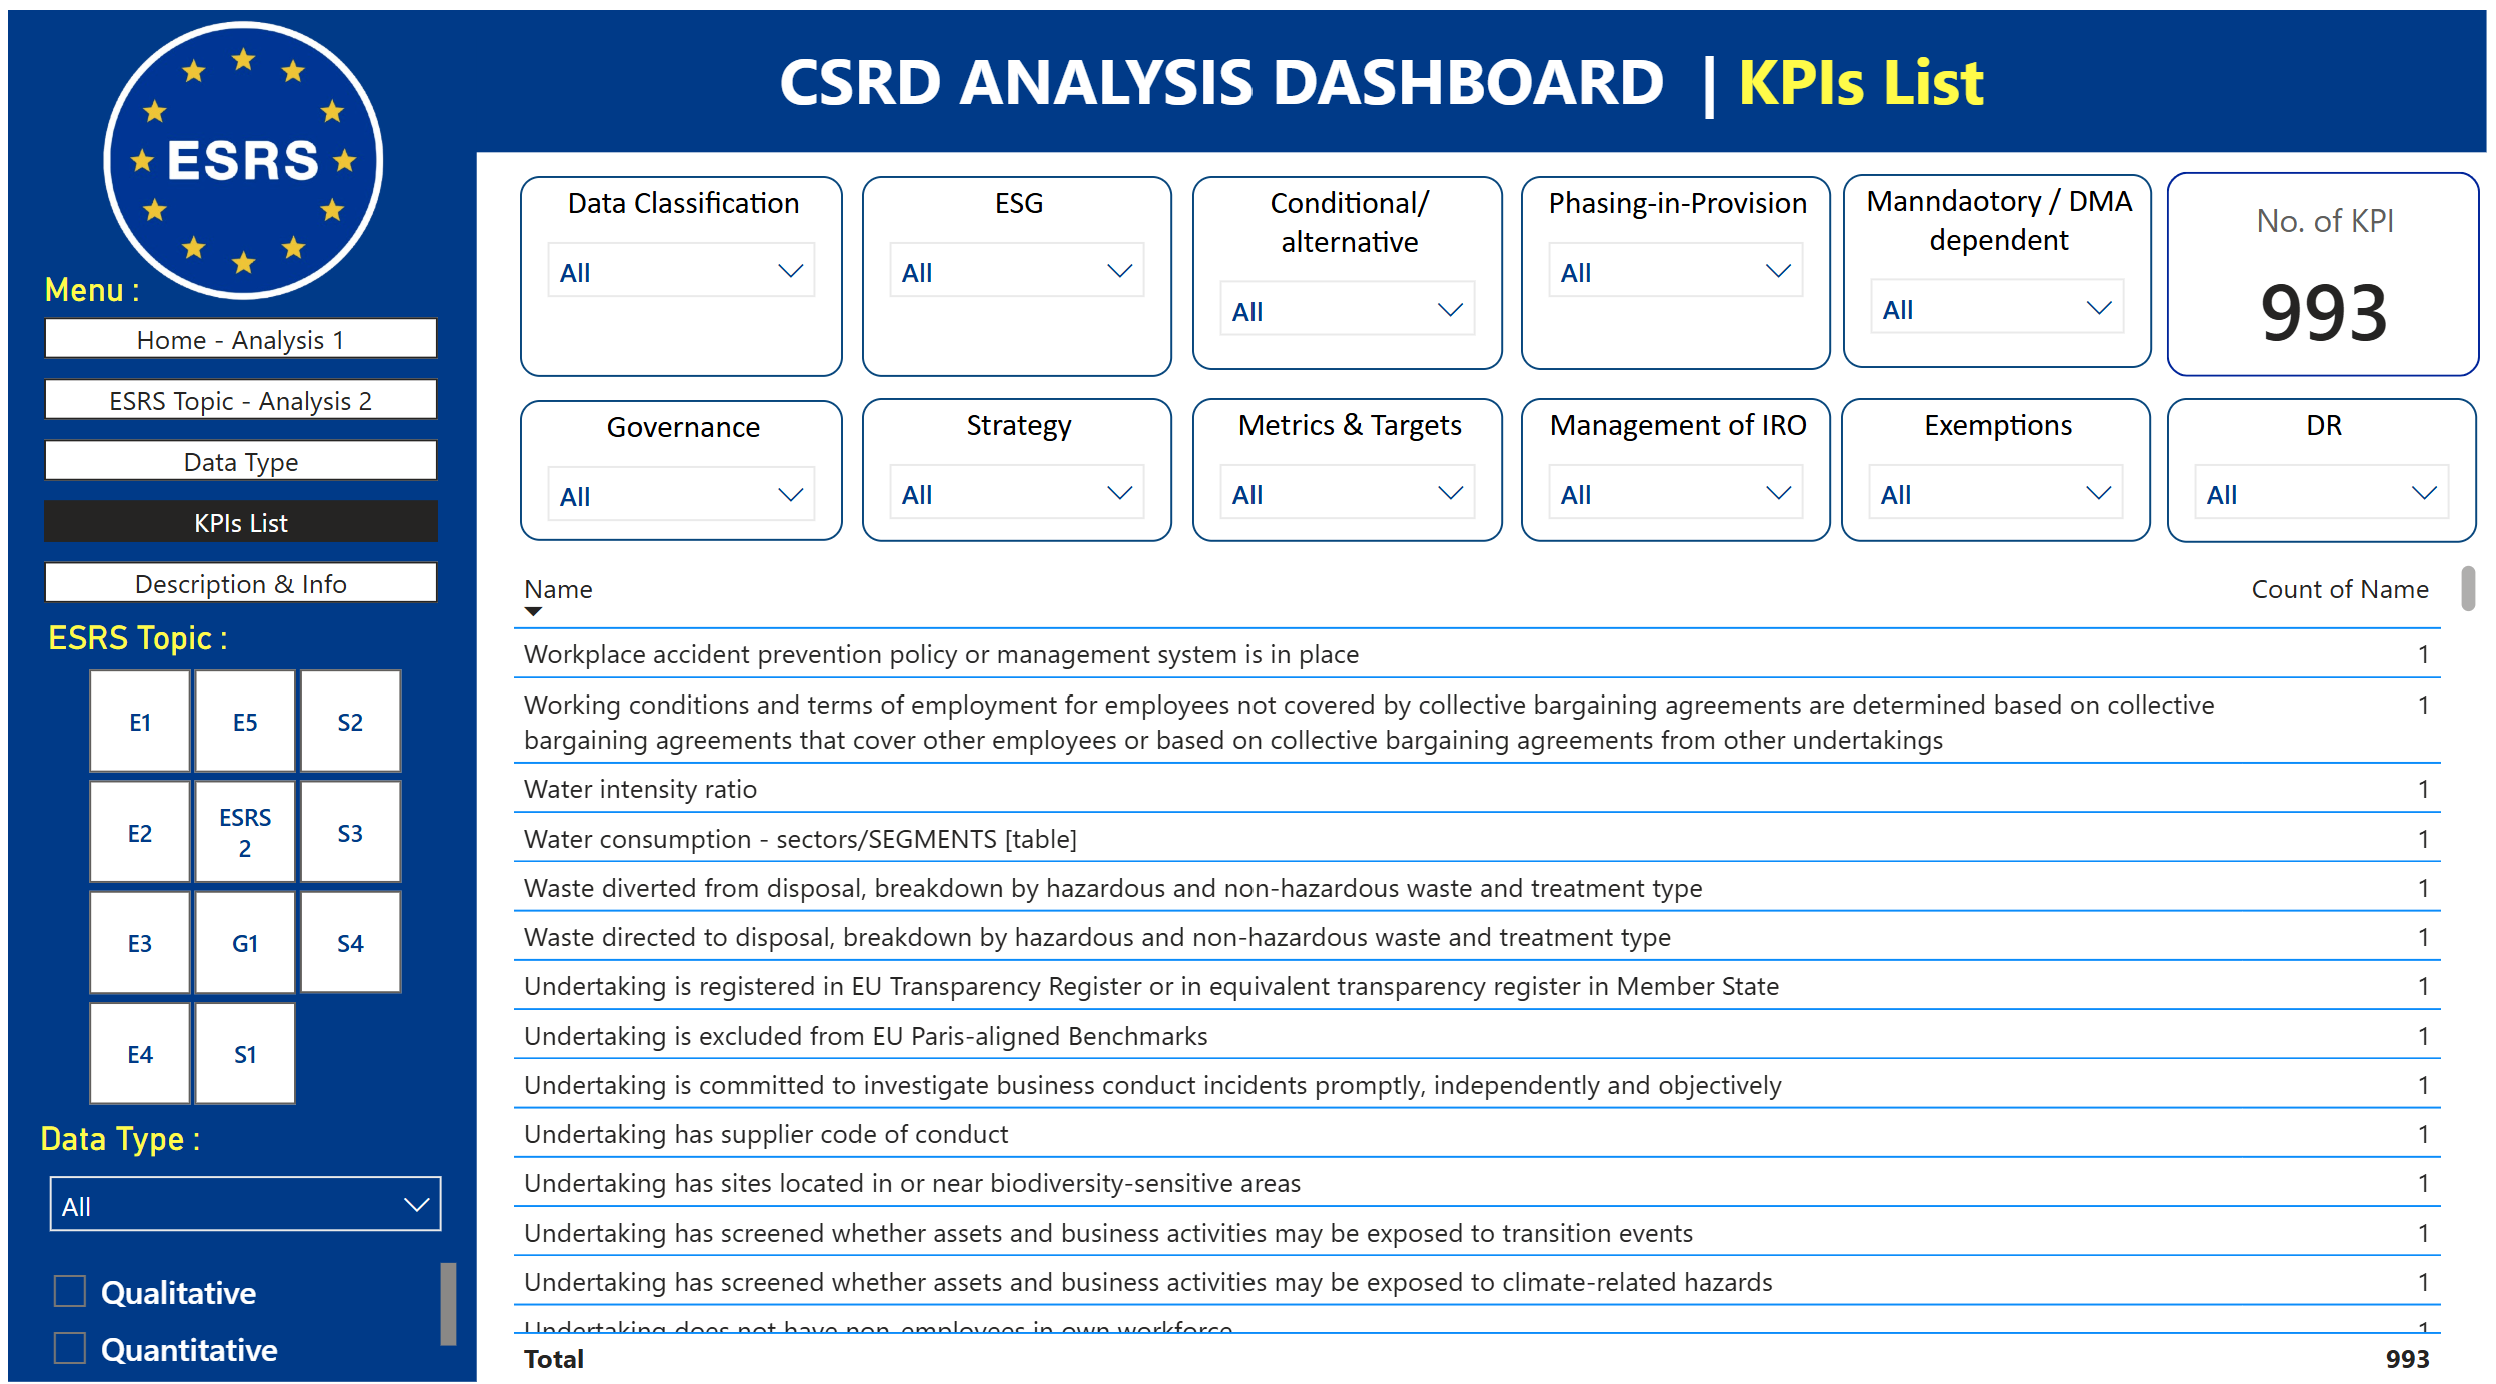 CSRD ANALYSIS DASHBOARD | KPIs List
ESRS
Menu :
Home - Analysis 1
ESRS Topic - Analysis 2
Data Type
KPIs List
Description & Info
ESRS Topic :
E1
E5
S2
E2
ESRS
2
S3
E3
G1
S4
E4
S1
Data Type :
All
Qualitative
Quantitative
Data Classification
All
ESG
All
Conditional/
alternative
All
Phasing-in-Provision
All
Manndaotory / DMA
dependent
All
No. of KPI
993
Governance
All
Strategy
All
Metrics & Targets
All
Management of IRO
All
Exemptions
All
DR
All
Name Count of Name
Workplace accident prevention policy or management system is in place 1
Working conditions and terms of employment for employees not covered by collective bargaining agreements are determined based on collective 1
bargaining agreements that cover other employees or based on collective bargaining agreements from other undertakings
Water intensity ratio 1
Water consumption - sectors/SEGMENTS [table] 1
Waste diverted from disposal, breakdown by hazardous and non-hazardous waste and treatment type 1
Waste directed to disposal, breakdown by hazardous and non-hazardous waste and treatment type 1
Undertaking is registered in EU Transparency Register or in equivalent transparency register in Member State 1
Undertaking is excluded from EU Paris-aligned Benchmarks 1
Undertaking is committed to investigate business conduct incidents promptly, independently and objectively 1
Undertaking has supplier code of conduct 1
Undertaking has sites located in or near biodiversity-sensitive areas 1
Undertaking has screened whether assets and business activities may be exposed to transition events 1
Undertaking has screened whether assets and business activities may be exposed to climate-related hazards 1
Undertaking does not have non-employees in own workforce 1
Total 993